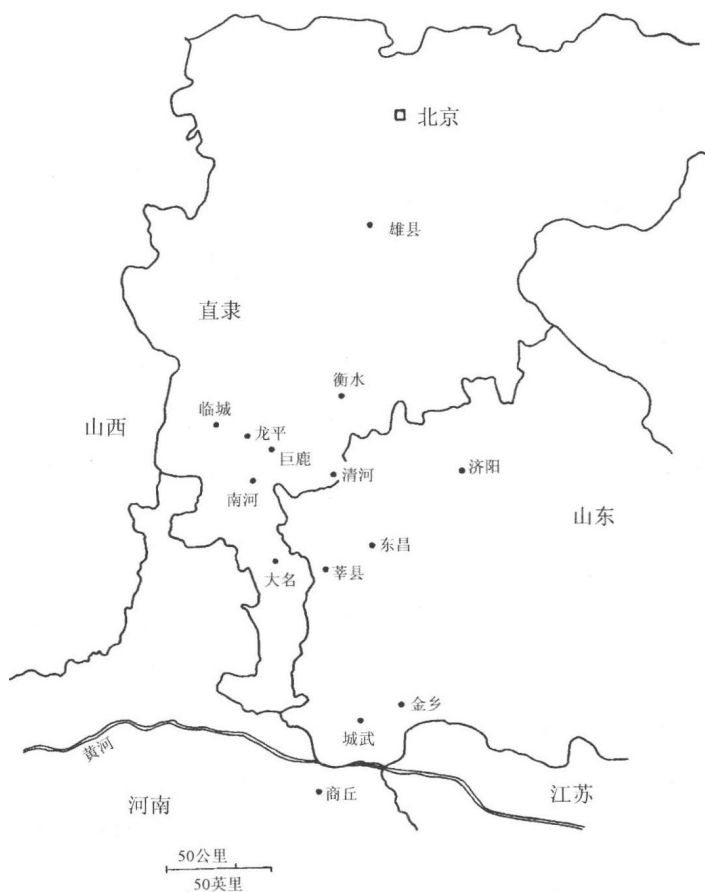 北京
雄县
直隶
衡水
临城
山西
龙平
巨鹿
清河
济阳
南河
山东
东昌
大名
莘县
金乡
城武
黄河
商丘
河南
江苏
50公里
50英里